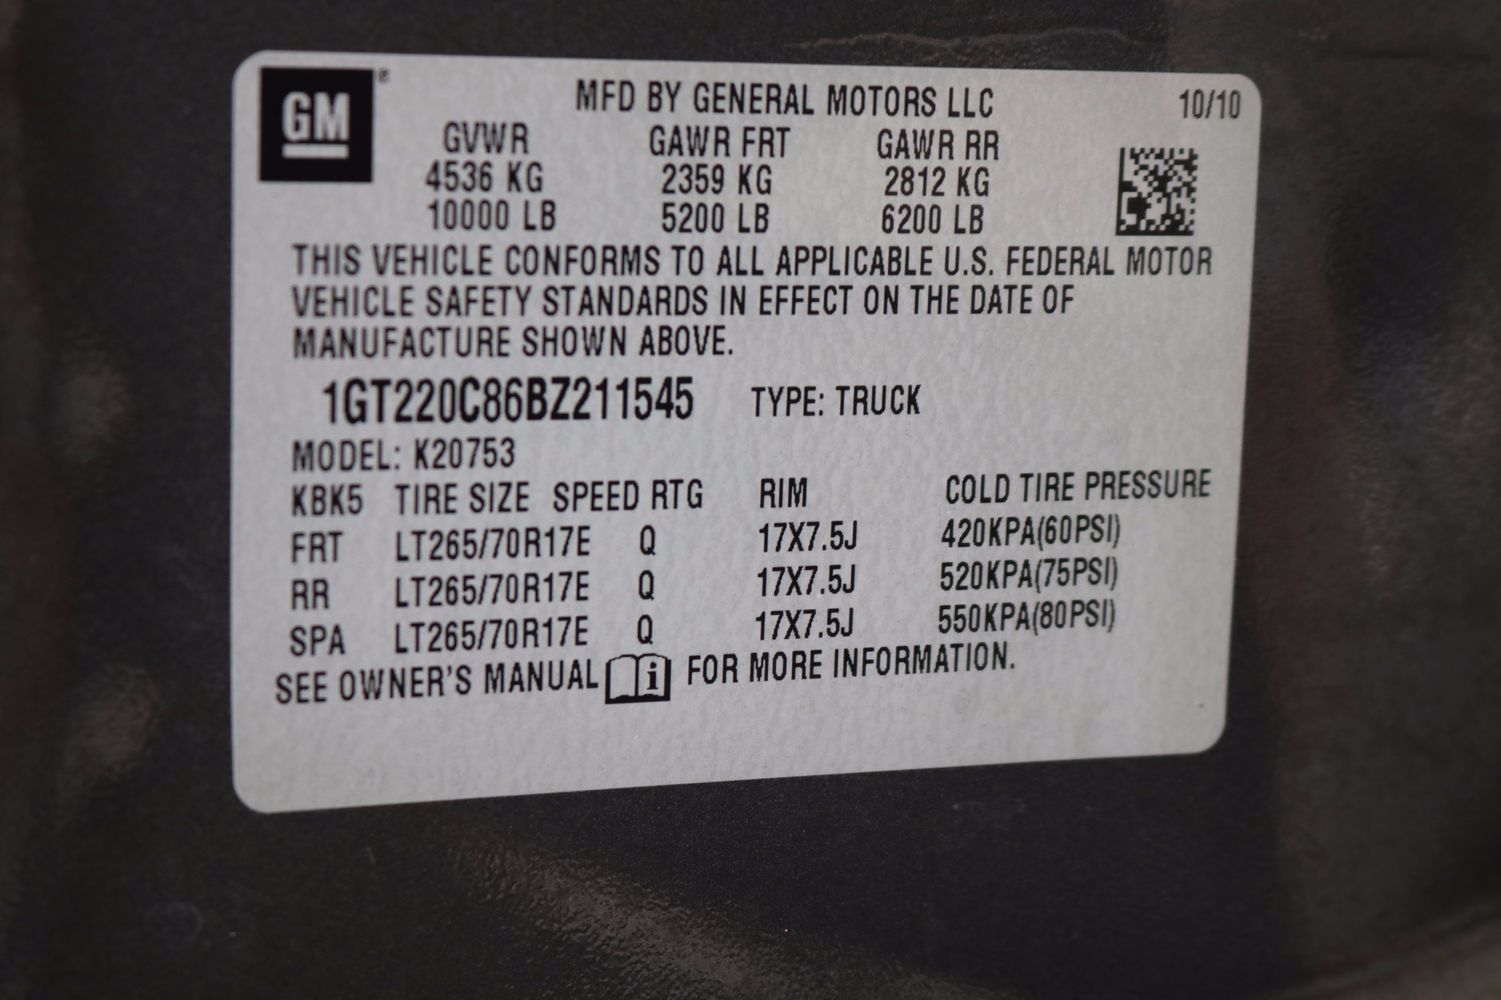 GM ®
MFD BY GENERAL MOTORS LLC 10/10
GVWR GAWR FRT GAWR RR
4536 KG 2359 KG 2812 KG
10000 LB 5200 LB 6200 LB
THIS VEHICLE CONFORMS TO ALL APPLICABLE U.S. FEDERAL MOTOR
VEHICLE SAFETY STANDARDS IN EFFECT ON THE DATE OF
MANUFACTURE SHOWN ABOVE.
1GT220C86BZ211545 TYPE: TRUCK
MODEL: K20753
KBK5 TIRE SIZE SPEED RTG RIM COLD TIRE PRESSURE
FRT LT265/70R17E Q 17X7.5J 420KPA(60PSI)
RR LT265/70R17E Q 17X7.5J 520KPA(75PSI)
SPA LT265/70R17E Q 17X7.5J 550KPA(80PSI)
SEE OWNER'S MANUAL i FOR MORE INFORMATION.